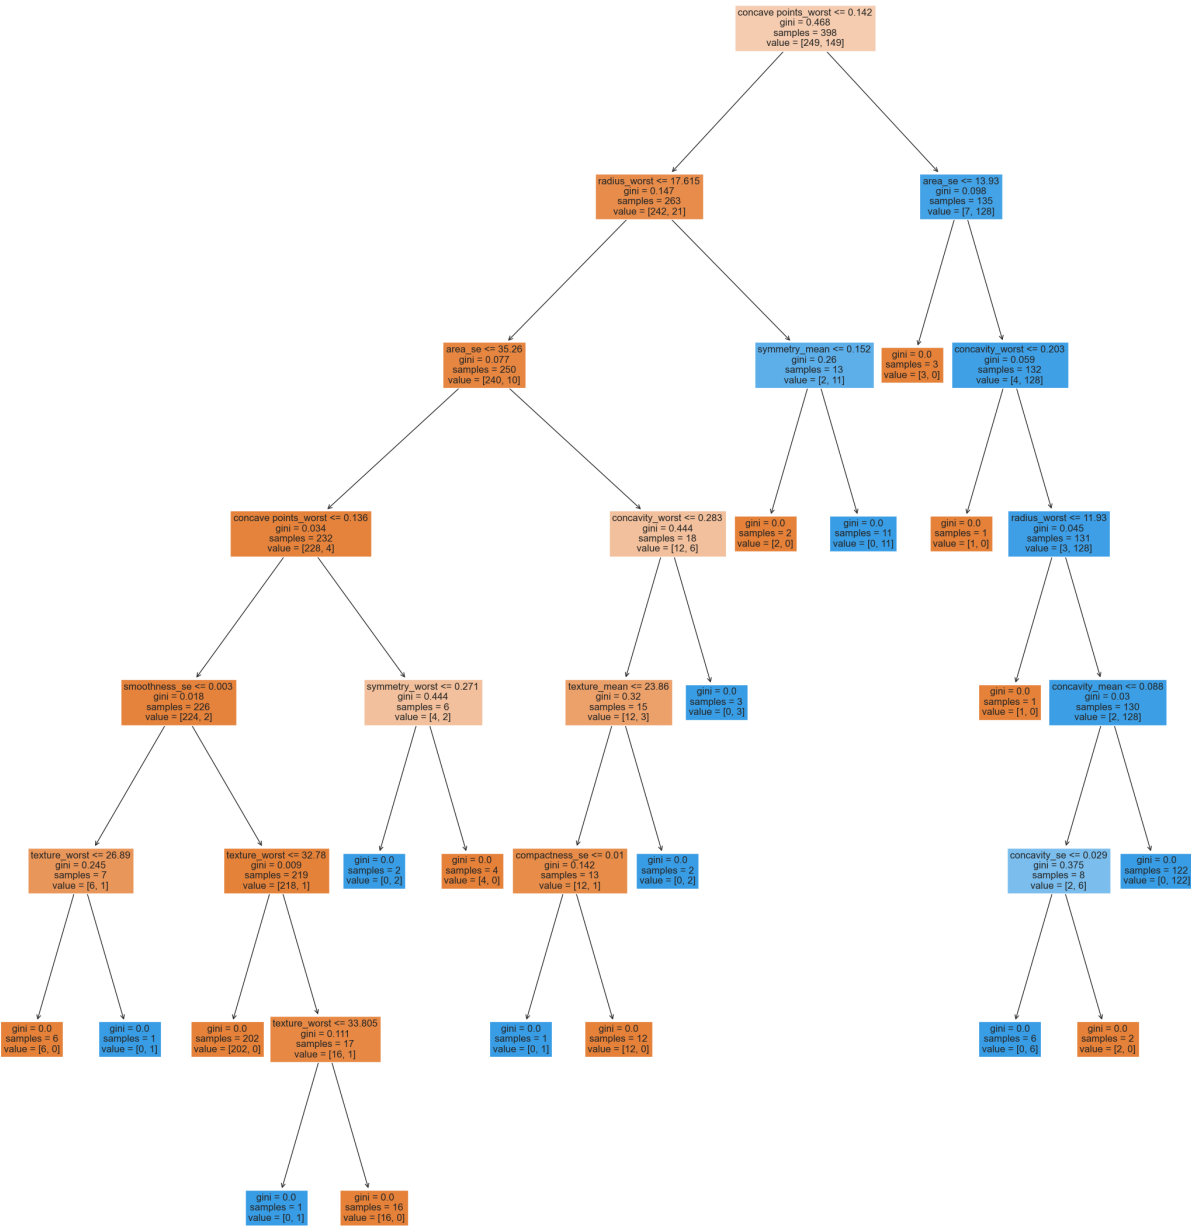 concave points_worst <= 0.142
gini = 0.468
samples = 398
value = [249, 149]
radius_worst <= 17.615
gini = 0.147
samples = 263
value = [242, 21]
area_se <= 13.93
gini = 0.098
samples = 135
value = [7, 128]
area_se <= 35.26
gini = 0.077
samples = 250
value = [240, 10]
symmetry_mean <= 0.152
gini = 0.26
samples = 13
value = [2, 11]
gini = 0.0
samples = 3
value = [3, 0]
concavity_worst <= 0.203
gini = 0.059
samples = 132
value = [4, 128]
concave points_worst <= 0.136
gini = 0.034
samples = 232
value = [228, 4]
concavity_worst <= 0.283
gini = 0.444
samples = 18
value = [12, 6]
gini = 0.0
samples = 2
value = [2, 0]
gini = 0.0
samples = 11
value = [0, 11]
gini = 0.0
samples = 1
value = [1, 0]
radius_worst <= 11.93
gini = 0.045
samples = 131
value = [3, 128]
smoothness_se <= 0.003
gini = 0.018
samples = 226
value = [224, 2]
symmetry_worst <= 0.271
gini = 0.444
samples = 6
value = [4, 2]
texture_mean <= 23.86
gini = 0.32
samples = 15
value = [12, 3]
gini = 0.0
samples = 3
value = [0, 3]
gini = 0.0
samples = 1
value = [1, 0]
concavity_mean <= 0.088
gini = 0.03
samples = 130
value = [2, 128]
texture_worst <= 26.89
gini = 0.245
samples = 7
value = [6, 1]
texture_worst <= 32.78
gini = 0.009
samples = 219
value = [218, 1]
gini = 0.0
samples = 2
value = [0, 2]
gini = 0.0
samples = 4
value = [4, 0]
compactness_se <= 0.01
gini = 0.142
samples = 13
value = [12, 1]
gini = 0.0
samples = 2
value = [0, 2]
concavity_se <= 0.029
gini = 0.375
samples = 8
value = [2, 6]
gini = 0.0
samples = 122
value = [0, 122]
gini = 0.0
samples = 6
value = [6, 0]
gini = 0.0
samples = 1
value = [0, 1]
gini = 0.0
samples = 202
value = [202, 0]
texture_worst <= 33.805
gini = 0.111
samples = 17
value = [16, 1]
gini = 0.0
samples = 1
value = [0, 1]
gini = 0.0
samples = 12
value = [12, 0]
gini = 0.0
samples = 6
value = [0, 6]
gini = 0.0
samples = 2
value = [2, 0]
gini = 0.0
samples = 1
value = [0, 1]
gini = 0.0
samples = 16
value = [16, 0]